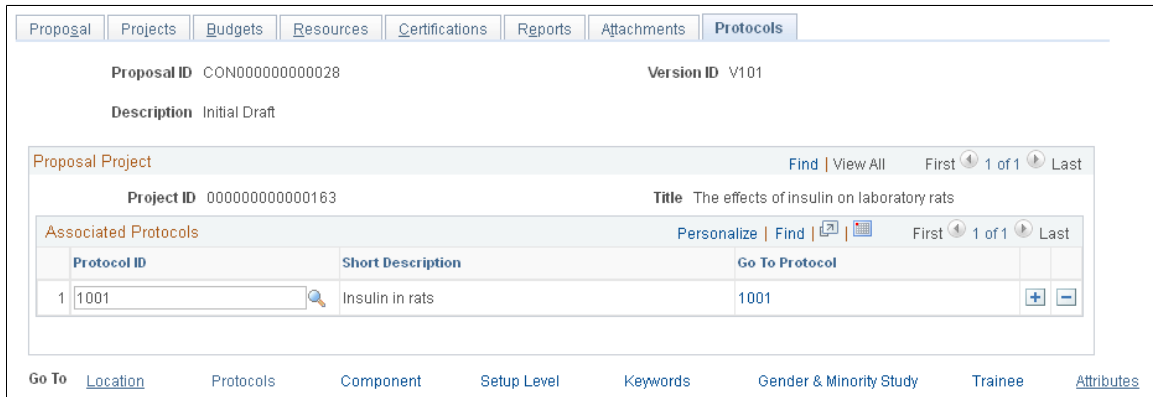 Proposal Projects Budgets Resources Certifications Reports Attachments Protocols
Proposal ID CON000000000028 Version ID V101
Description Initial Draft
Proposal Project Find | View All First 1 of 1 Last
Project ID 000000000000163 Title The effects of insulin on laboratory rats
Associated Protocols Personalize | Find | | First 1 of 1 Last
Protocol ID Short Description Go To Protocol
1 1001 Insulin in rats 1001
Go To Location Protocols Component Setup Level Keywords Gender & Minority Study Trainee Attributes